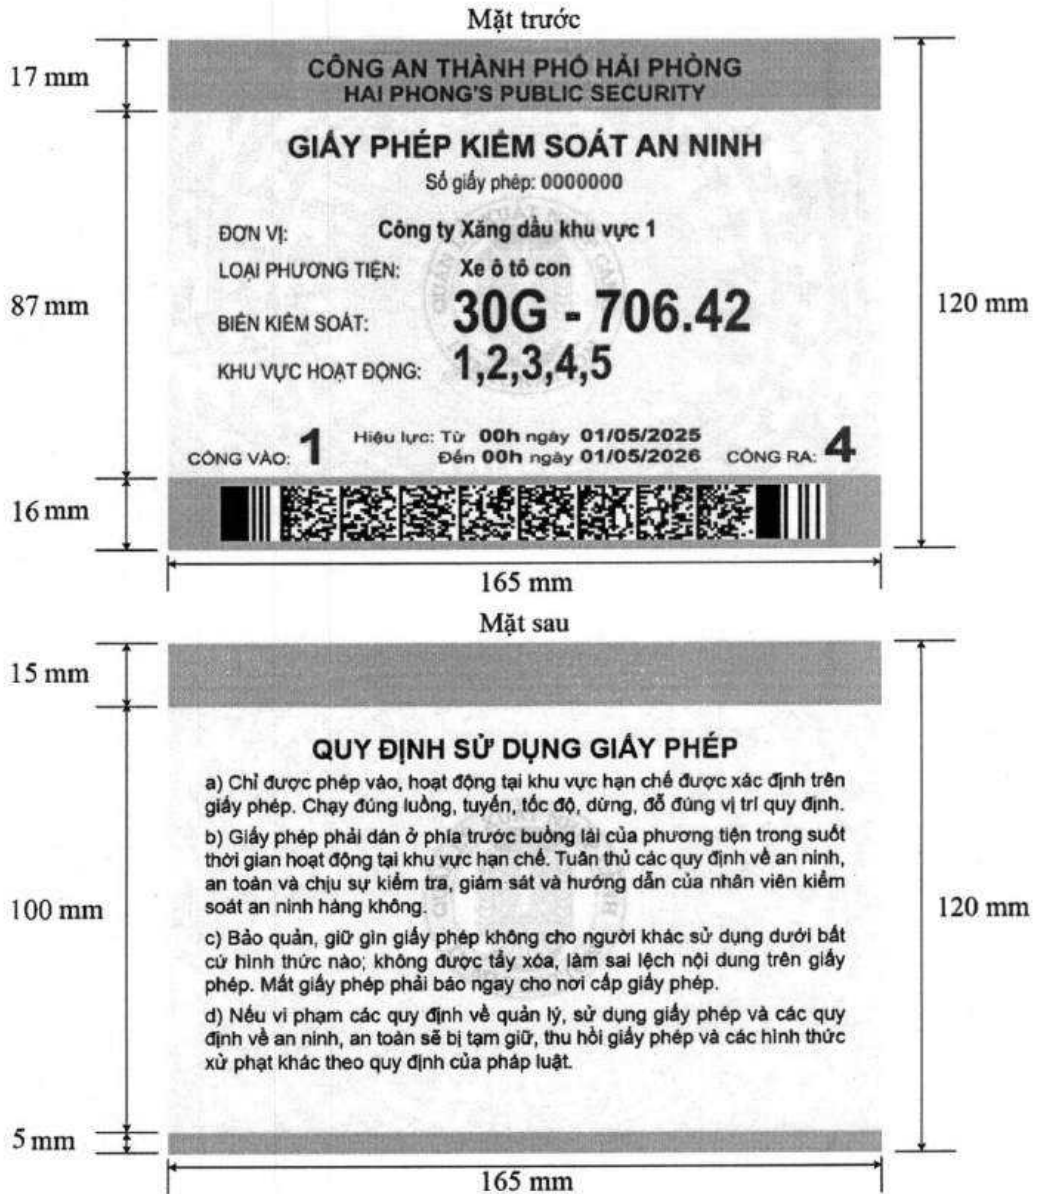 Mặt trước
17 mm
CÔNG AN THÀNH PHỐ HẢI PHÒNG
HAI PHONG'S PUBLIC SECURITY
GIẤY PHÉP KIỂM SOÁT AN NINH
Số giấy phép: 0000000
ĐƠN VỊ: Công ty Xăng dầu khu vực 1
LOẠI PHƯƠNG TIỆN: Xe ô tô con
87 mm
BIỂN KIỂM SOÁT: 30G - 706.42
120 mm
KHU VỰC HOẠT ĐỘNG: 1,2,3,4,5
CỔNG VÀO: 1
Hiệu lực: Từ 00h ngày 01/05/2025
Đến 00h ngày 01/05/2026
CỔNG RA: 4
16 mm
165 mm
Mặt sau
15 mm
QUY ĐỊNH SỬ DỤNG GIẤY PHÉP
a) Chỉ được phép vào, hoạt động tại khu vực hạn chế được xác định trên
giấy phép. Chạy đúng luồng, tuyến, tốc độ, dừng, đỗ đúng vị trí quy định.
b) Giấy phép phải dán ở phía trước buồng lái của phương tiện trong suốt
thời gian hoạt động tại khu vực hạn chế. Tuân thủ các quy định về an ninh,
an toàn và chịu sự kiểm tra, giám sát và hướng dẫn của nhân viên kiểm
soát an ninh hàng không.
100 mm
120 mm
c) Bảo quản, giữ gìn giấy phép không cho người khác sử dụng dưới bất
cứ hình thức nào; không được tẩy xóa, làm sai lệch nội dung trên giấy
phép. Mất giấy phép phải báo ngay cho nơi cấp giấy phép.
d) Nếu vi phạm các quy định về quản lý, sử dụng giấy phép và các quy
định về an ninh, an toàn sẽ bị tạm giữ, thu hồi giấy phép và các hình thức
xử phạt khác theo quy định của pháp luật.
5 mm
165 mm